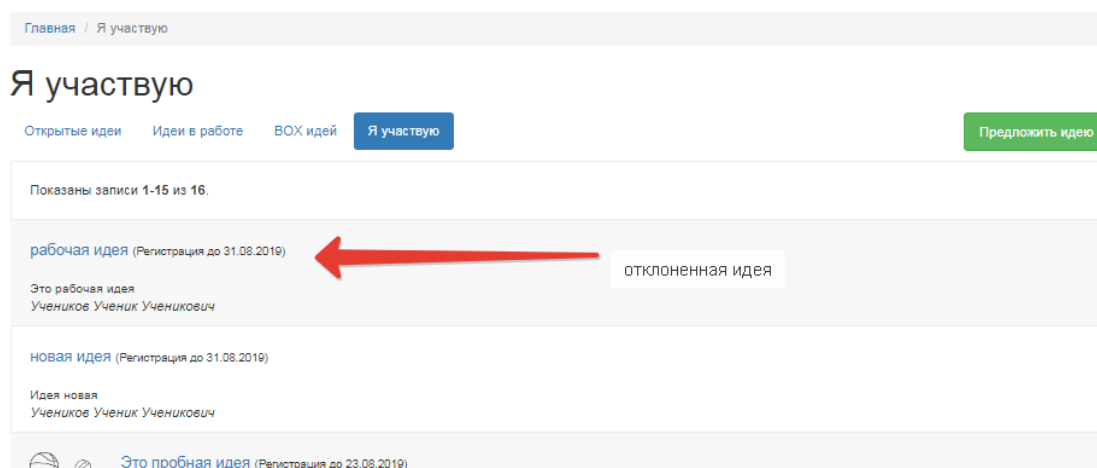 Главная / Я участвую
Я участвую
Открытые идеи Идеи в работе BOX идей Я участвую Предложить идею
Показаны записи 1-15 из 16.
рабочая идея (Регистрация до 31.08.2019)
отклоненная идея
Это рабочая идея
Учеников Ученик Ученикович
новая идея (Регистрация до 31.08.2019)
Идея новая
Учеников Ученик Ученикович
Это пробная идея (Регистрация до 23.08.2019)